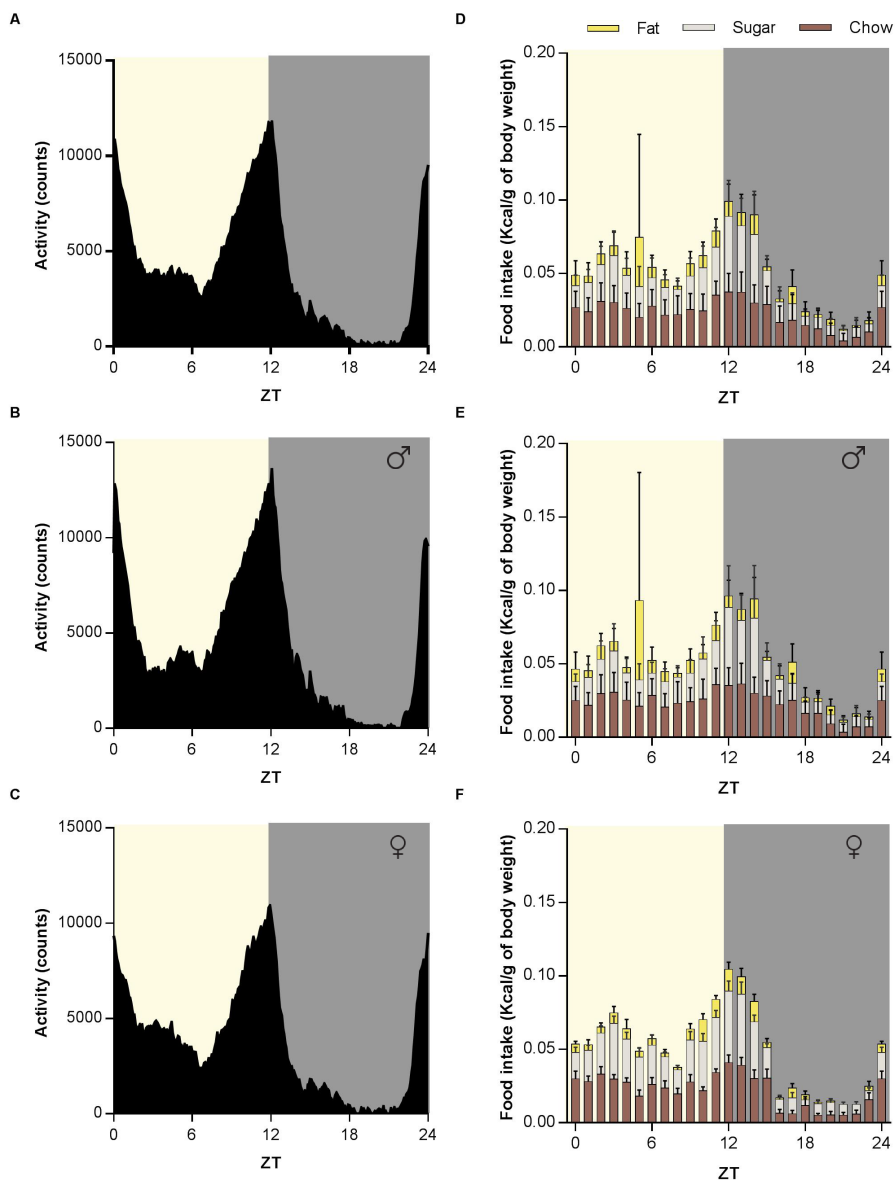 A
15000
10000
5000
0
Activity (counts)
0 6 12 18 24
ZT
D
Fat Sugar Chow
0.20
0.15
0.10
0.05
0.00
Food intake (Kcal/g of body weight)
0 6 12 18 24
ZT
B
15000
10000
5000
0
Activity (counts)
♂
0 6 12 18 24
ZT
E
0.20
0.15
0.10
0.05
0.00
Food intake (Kcal/g of body weight)
♂
0 6 12 18 24
ZT
C
15000
10000
5000
0
Activity (counts)
♀
0 6 12 18 24
ZT
F
0.20
0.15
0.10
0.05
0.00
Food intake (Kcal/g of body weight)
♀
0 6 12 18 24
ZT